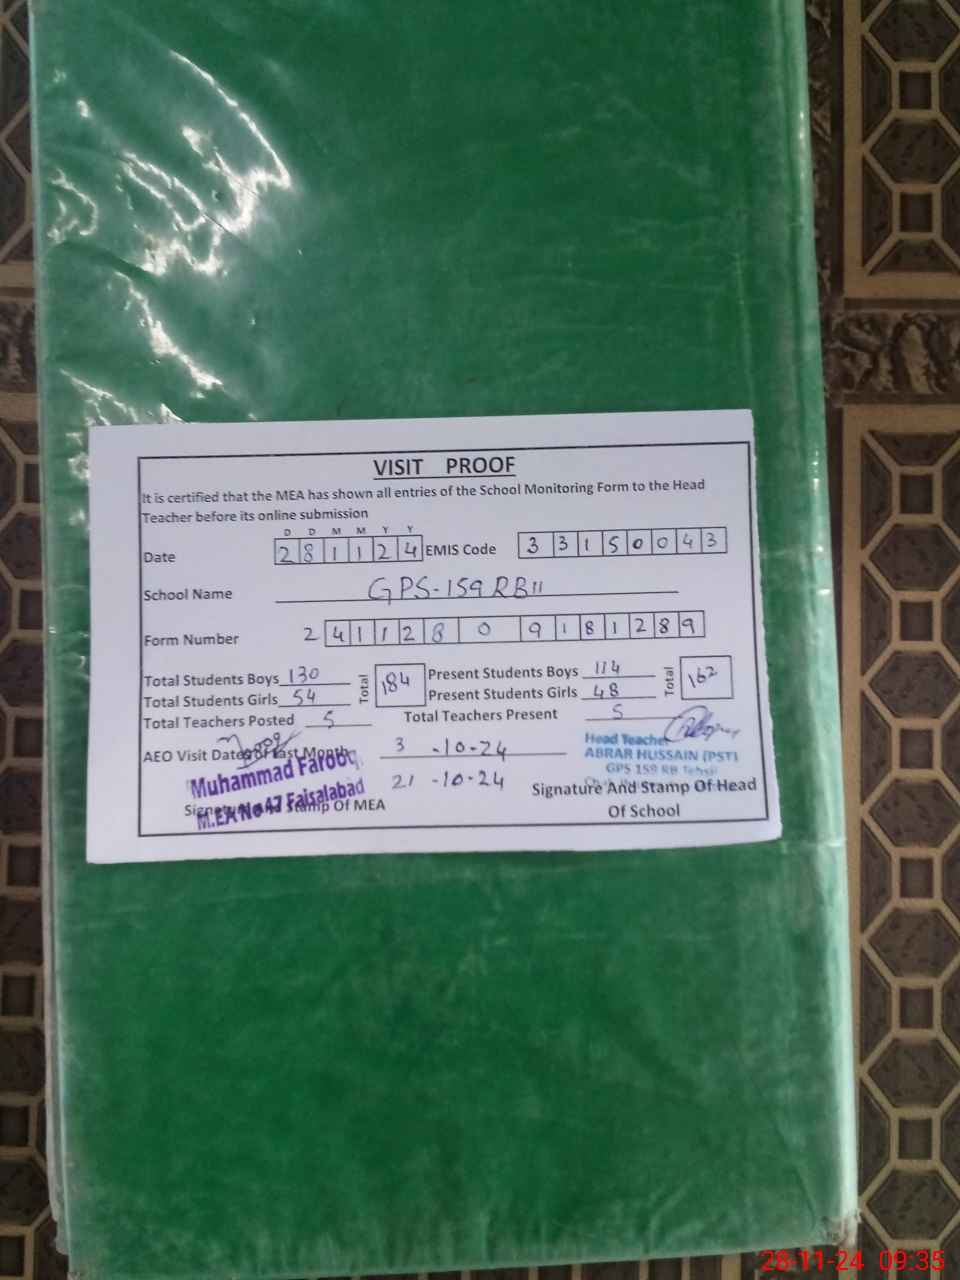 VISIT PROOF
It is certified that the MEA has shown all entries of the School Monitoring Form to the Head
Teacher before its online submission
D D M M Y Y
Date 2 8 1 1 2 4 EMIS Code 3 3 1 5 0 0 4 3
School Name GPS-159 RB II
Form Number 2 4 1 1 2 8 0 9 1 8 1 2 8 9
Total Students Boys 130 Total 184 Present Students Boys 114 Total 162
Total Students Girls 54 Present Students Girls 48
Total Teachers Posted 5 Total Teachers Present 5
AEO Visit Dates of Last Month 3 -10-24
21 -10-24
Muhammad Farooq
M.EA No 47 Faisalabad
Signature And Stamp Of MEA
Head Teacher
ABRAR HUSSAIN (PST)
GPS 159 RB Tehsil
Signature And Stamp Of Head
Of School
28-11-24 09:35